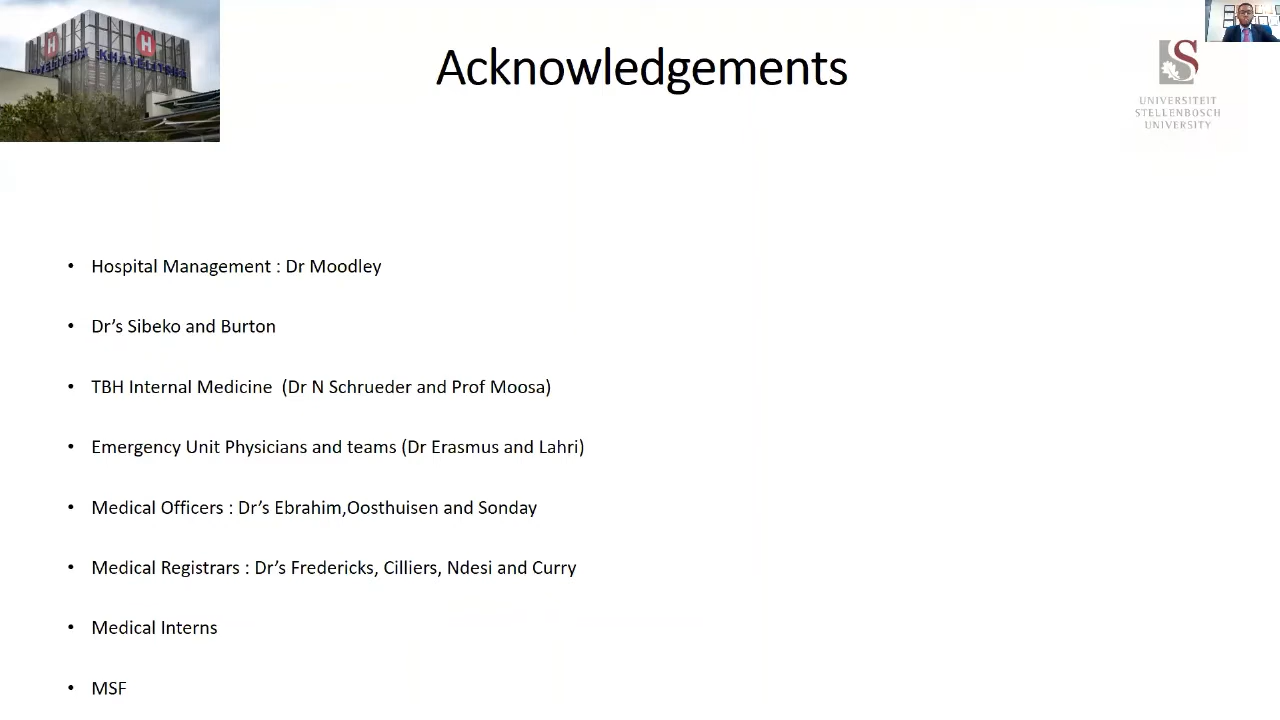 H
H
KHAYELITSHA
Acknowledgements
S
UNIVERSITEIT
STELLENBOSCH
UNIVERSITY
• Hospital Management : Dr Moodley
• Dr’s Sibeko and Burton
• TBH Internal Medicine  (Dr N Schrueder and Prof Moosa)
• Emergency Unit Physicians and teams (Dr Erasmus and Lahri)
• Medical Officers : Dr’s Ebrahim,Oosthuisen and Sonday
• Medical Registrars : Dr’s Fredericks, Cilliers, Ndesi and Curry
• Medical Interns
• MSF